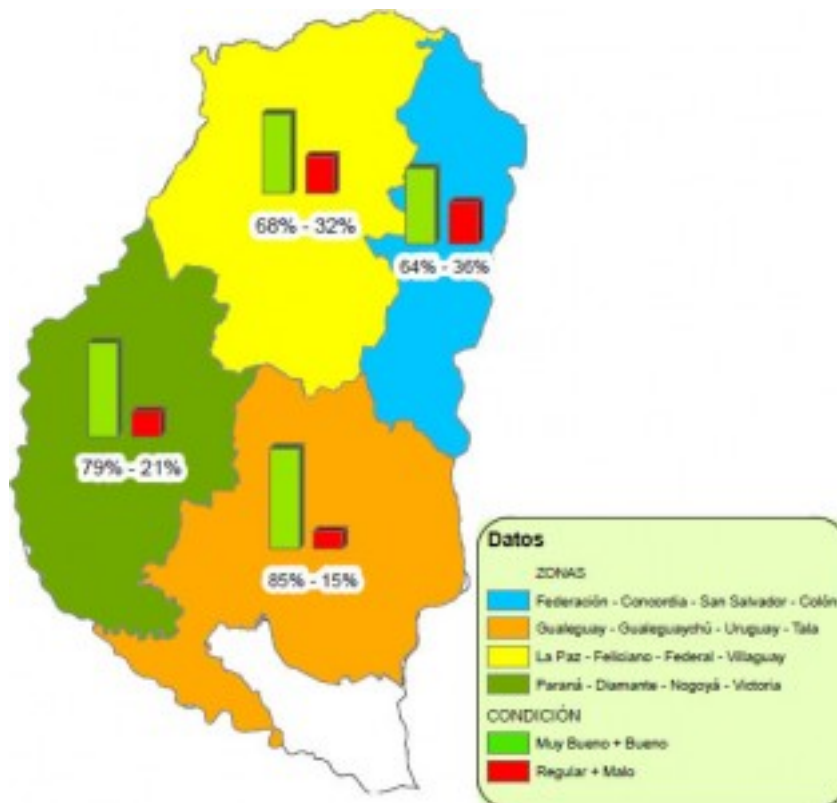 68% - 32%
64% - 36%
79% - 21%
85% - 15%
Datos
ZONAS
Federación - Concordia - San Salvador - Colón
Gualeguay - Gualeguaychú - Uruguay - Tala
La Paz - Feliciano - Federal - Villaguay
Paraná - Diamante - Nogoyá - Victoria
CONDICIÓN
Muy Bueno + Bueno
Regular + Malo